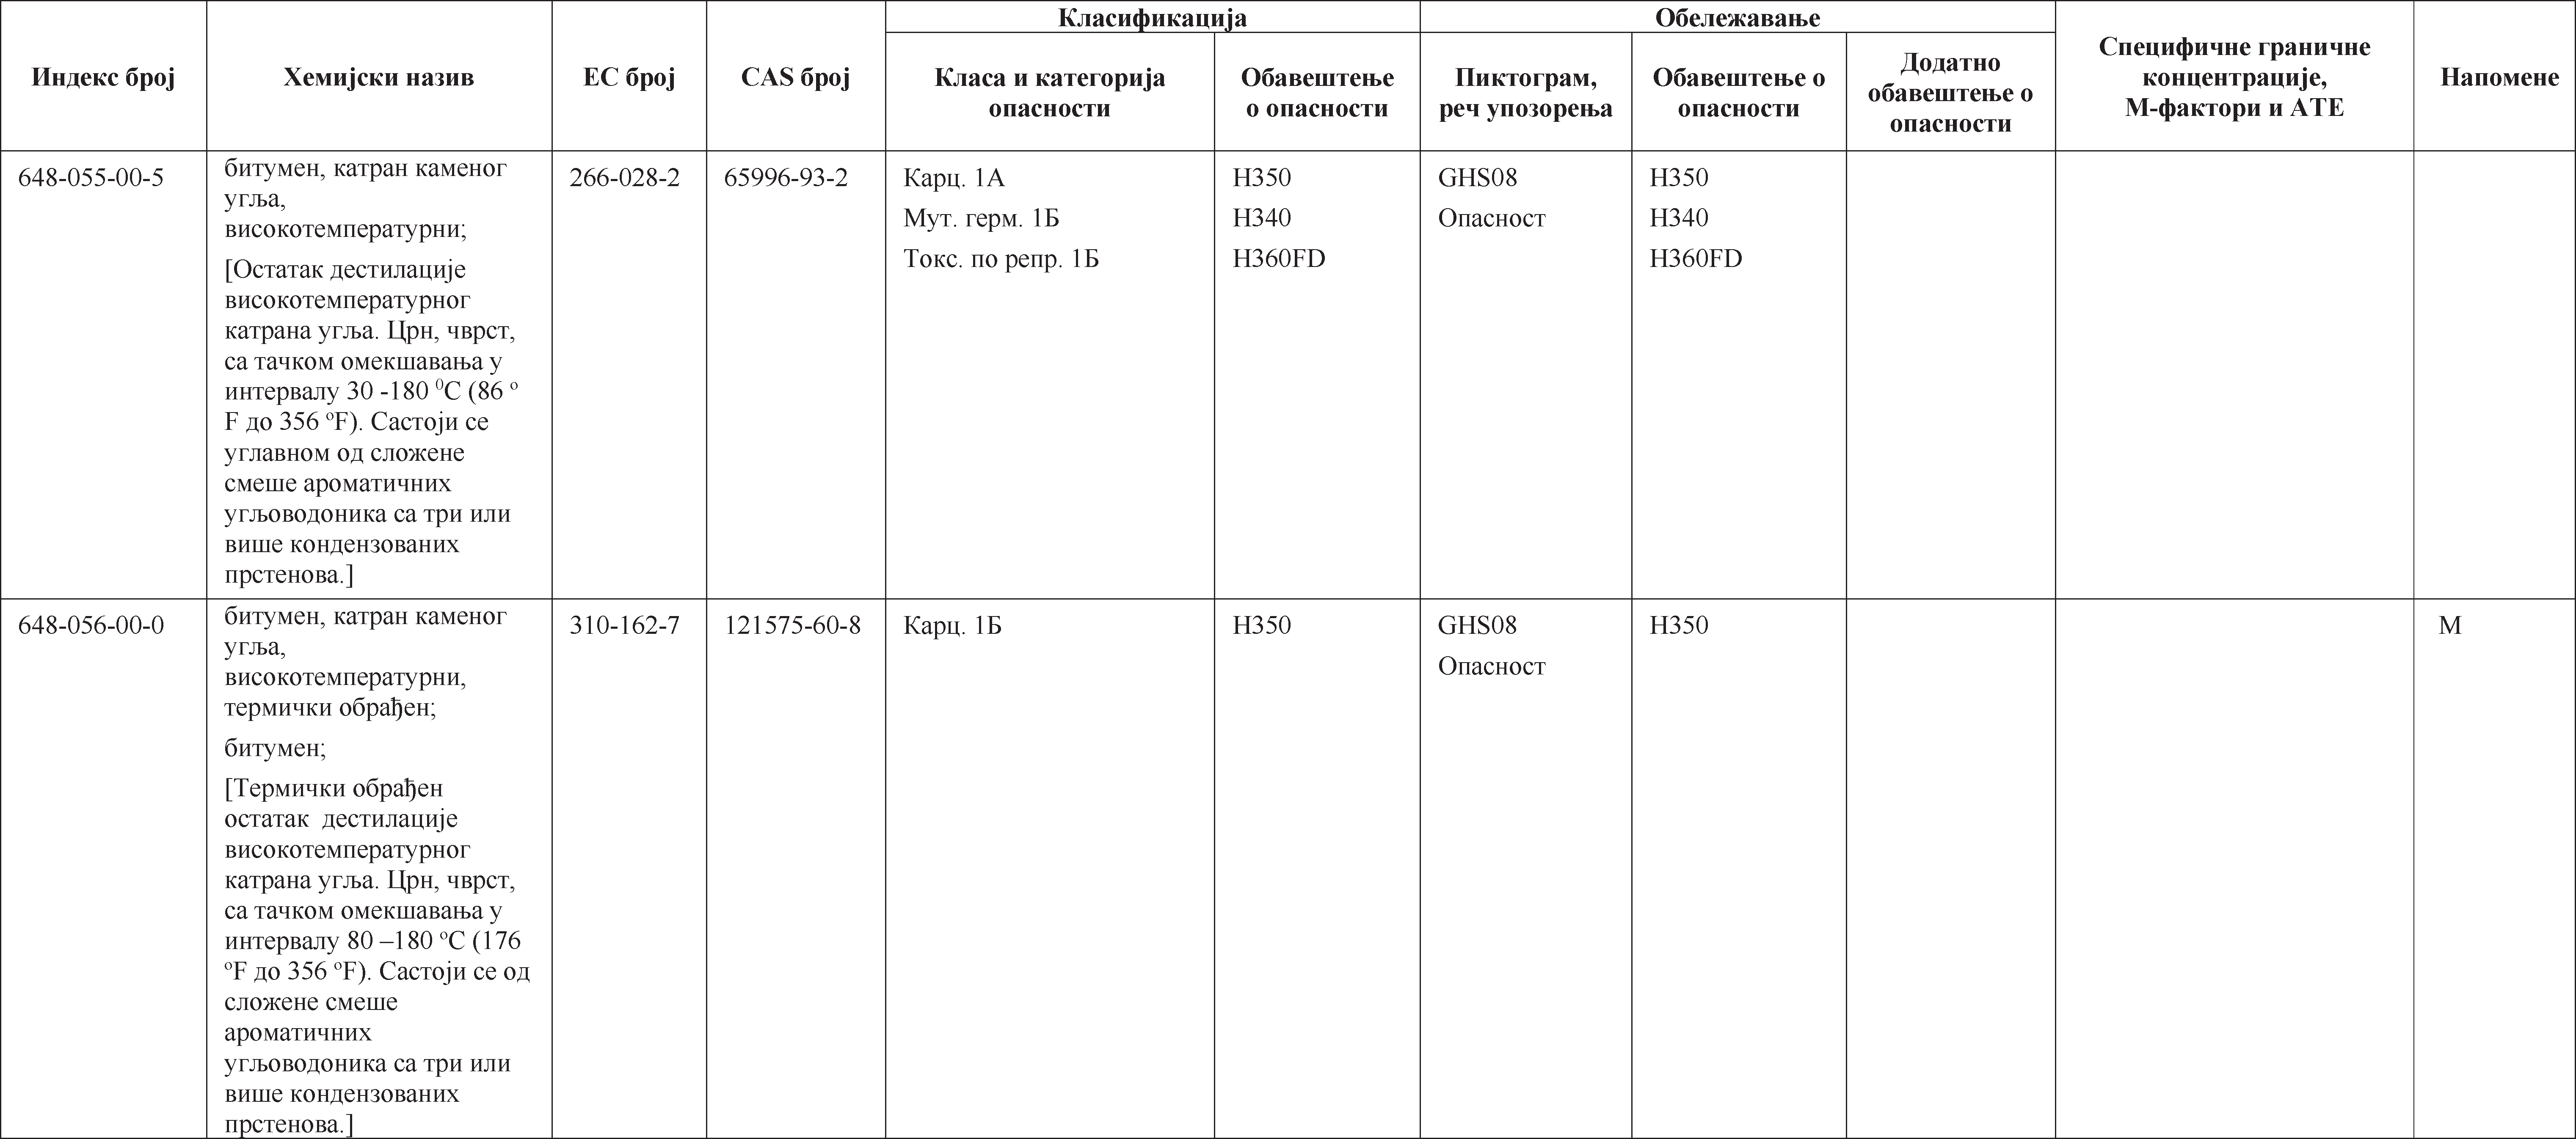 Класификација
Обележавање
Индекс број
Хемијски назив
ЕС број
CAS број
Класа и категорија
опасности
Обавештење
о опасности
Пиктограм,
реч упозорења
Обавештење о
опасности
Додатно
обавештење о
опасности
Специфичне граничне
концентрације,
М-фактори и АТЕ
Напомене
648-055-00-5
битумен, катран каменог
угља,
високотемпературни;
[Остатак дестилације
високотемпературног
катрана угља. Црн, чврст,
са тачком омекшавања у
интервалу 30 -180 ⁰C (86 º
F до 356 ºF). Састоји се
углавном од сложене
смеше ароматичних
угљоводоника са три или
више кондензованих
прстенова.]
266-028-2
65996-93-2
Карц. 1А
Мут. герм. 1Б
Токс. по репр. 1Б
H350
H340
H360FD
GHS08
Опасност
H350
H340
H360FD
648-056-00-0
битумен, катран каменог
угља,
високотемпературни,
термички обрађен;
битумен;
[Термички обрађен
остатак  дестилације
високотемпературног
катрана угља. Црн, чврст,
са тачком омекшавања у
интервалу 80 –180 ºC (176
ºF до 356 ºF). Састоји се од
сложене смеше
ароматичних
угљоводоника са три или
више кондензованих
прстенова.]
310-162-7
121575-60-8
Карц. 1Б
H350
GHS08
Опасност
H350
М